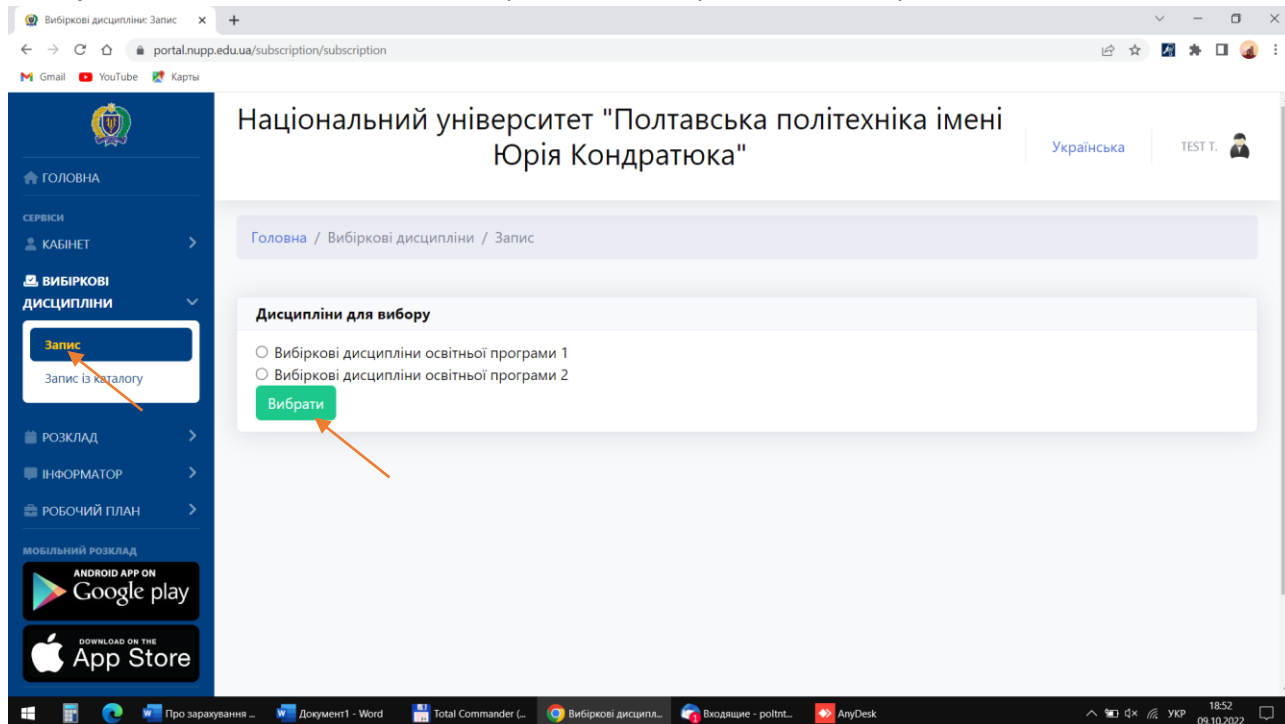 Вибіркові дисципліни: Запис
portal.nupp.edu.ua/subscription/subscription
Gmail YouTube Карты
Національний університет "Полтавська політехніка імені
Юрія Кондратюка"
Українська
TEST T.
ГОЛОВНА
СЕРВІСИ
КАБІНЕТ
ВИБІРКОВІ
ДИСЦИПЛІНИ
Запис
Запис із каталогу
РОЗКЛАД
ІНФОРМАТОР
РОБОЧИЙ ПЛАН
МОБІЛЬНИЙ РОЗКЛАД
ANDROID APP ON
Google play
DOWNLOAD ON THE
App Store
Головна / Вибіркові дисципліни / Запис
Дисципліни для вибору
Вибіркові дисципліни освітньої програми 1
Вибіркові дисципліни освітньої програми 2
Вибрати
Про зарахування ... Документ1 - Word Total Commander (... Вибіркові дисципл... Входящие - poltnt... AnyDesk
УКР
18:52
09.10.2022